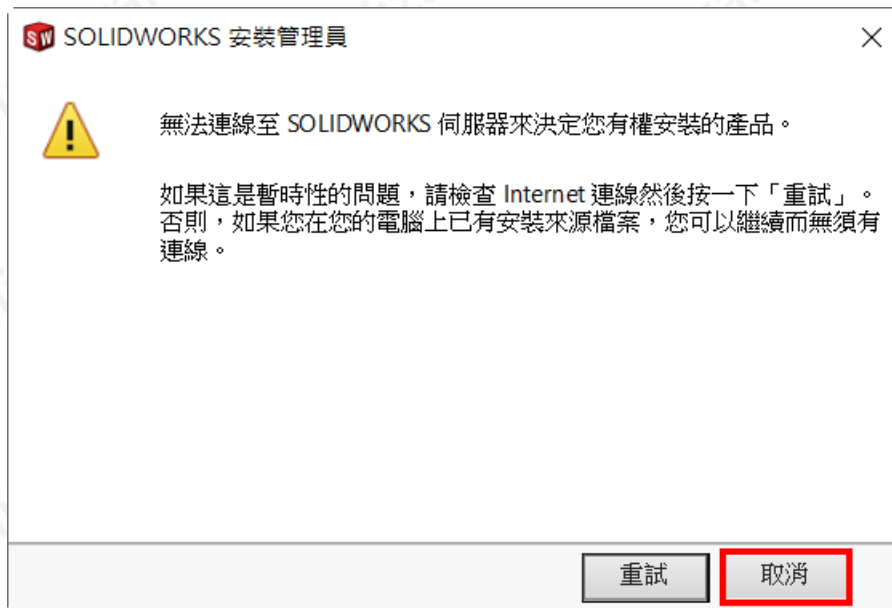 SW SOLIDWORKS 安裝管理員
無法連線至 SOLIDWORKS 伺服器來決定您有權安裝的產品。
如果這是暫時性的問題，請檢查 Internet 連線然後按一下「重試」。
否則，如果您在您的電腦上已有安裝來源檔案，您可以繼續而無須有
連線。
重試 取消